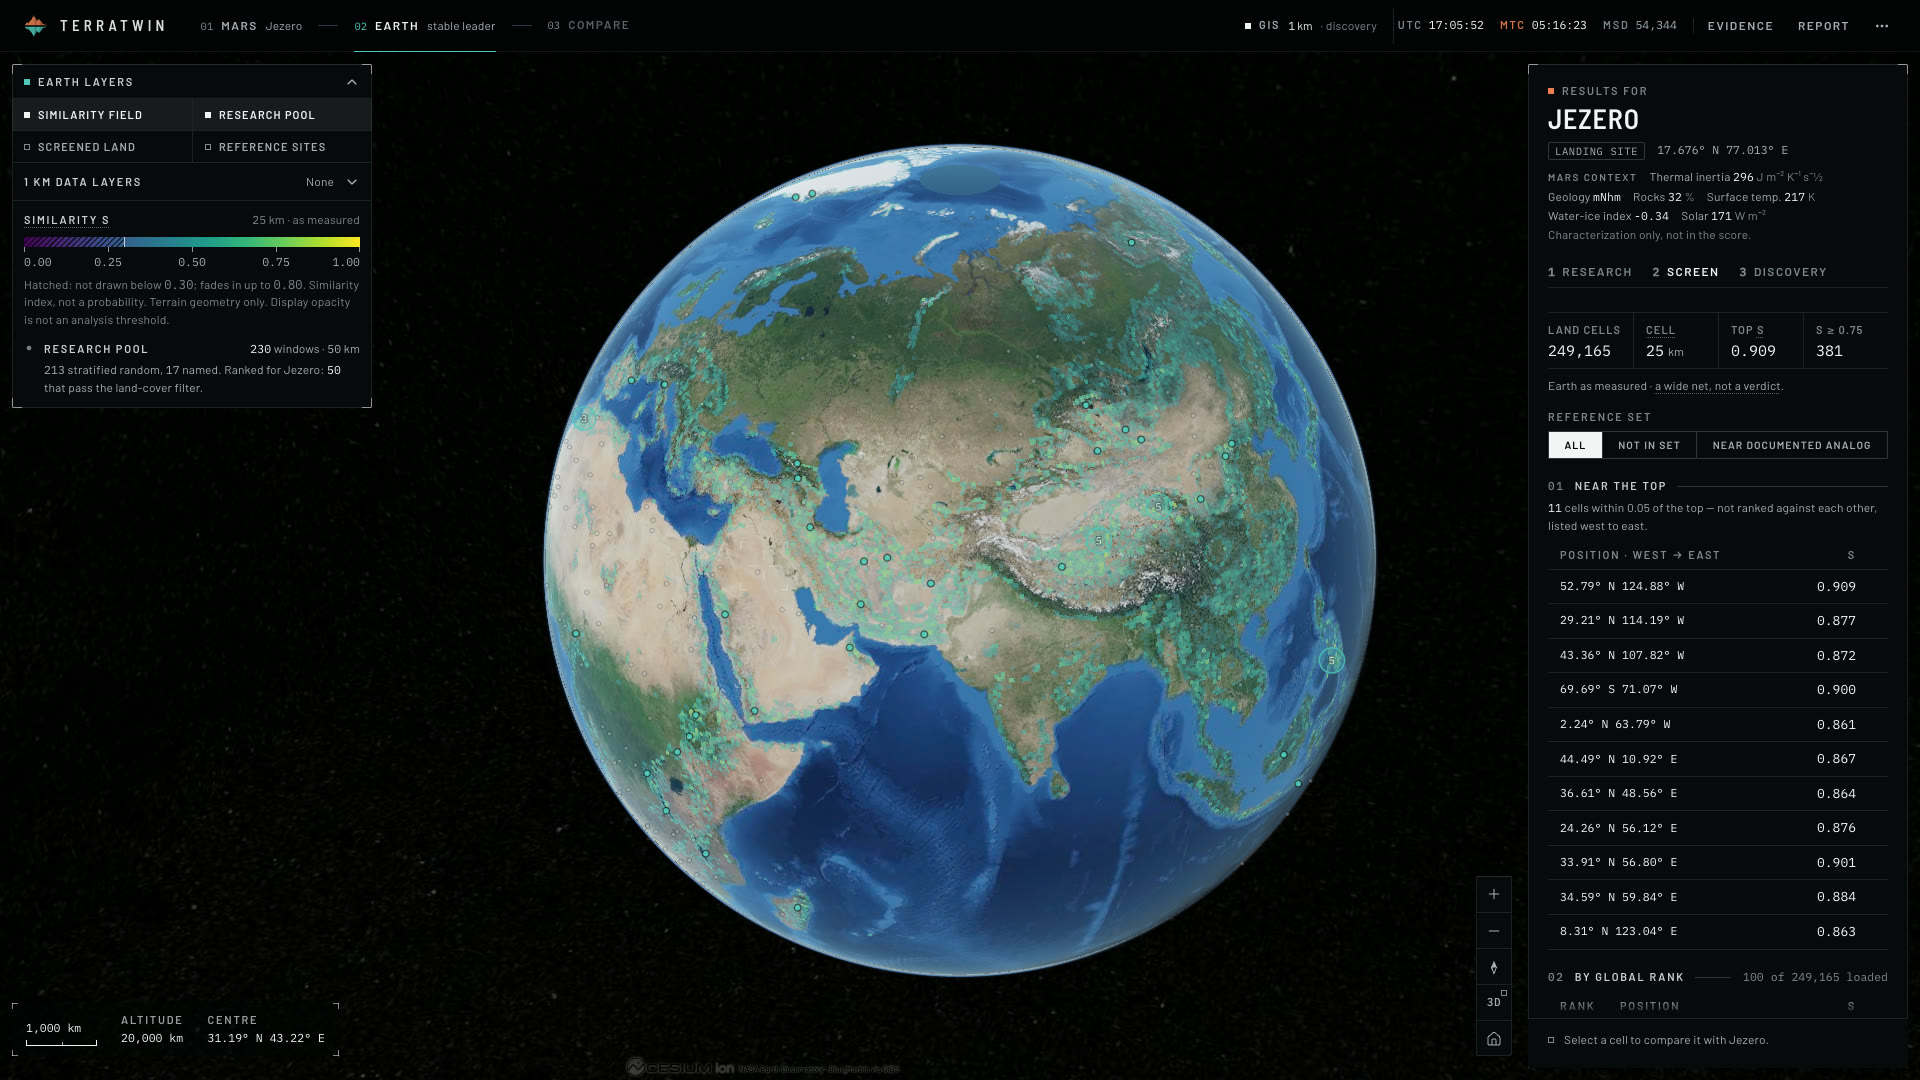 TERRATWIN
01 MARS Jezero
02 EARTH stable leader
03 COMPARE
GIS 1 km · discovery
UTC 17:05:52
MTC 05:16:23
MSD 54,344
EVIDENCE
REPORT
EARTH LAYERS
SIMILARITY FIELD
RESEARCH POOL
SCREENED LAND
REFERENCE SITES
1 KM DATA LAYERS None
SIMILARITY S 25 km · as measured
0.00 0.25 0.50 0.75 1.00
Hatched: not drawn below 0.30; fades in up to 0.80. Similarity
index, not a probability. Terrain geometry only. Display opacity
is not an analysis threshold.
RESEARCH POOL 230 windows · 50 km
213 stratified random, 17 named. Ranked for Jezero: 50
that pass the land-cover filter.
3
5
5
5
1,000 km
ALTITUDE
20,000 km
CENTRE
31.19° N 43.22° E
CESIUM ion
3D
RESULTS FOR
JEZERO
LANDING SITE 17.676° N 77.013° E
MARS CONTEXT Thermal inertia 296 J m⁻² K⁻¹ s⁻½
Geology mNhm Rocks 32 % Surface temp. 217 K
Water-ice index -0.34 Solar 171 W m⁻²
Characterization only, not in the score.
1 RESEARCH 2 SCREEN 3 DISCOVERY
LAND CELLS CELL TOP S S ≥ 0.75
249,165 25 km 0.909 381
Earth as measured · a wide net, not a verdict.
REFERENCE SET
ALL NOT IN SET NEAR DOCUMENTED ANALOG
01 NEAR THE TOP
11 cells within 0.05 of the top — not ranked against each other,
listed west to east.
POSITION · WEST → EAST S
52.79° N 124.88° W 0.909
29.21° N 114.19° W 0.877
43.36° N 107.82° W 0.872
69.69° S 71.07° W 0.900
2.24° N 63.79° W 0.861
44.49° N 10.92° E 0.867
36.61° N 48.56° E 0.864
24.26° N 56.12° E 0.876
33.91° N 56.80° E 0.901
34.59° N 59.84° E 0.884
8.31° N 123.04° E 0.863
02 BY GLOBAL RANK 100 of 249,165 loaded
RANK POSITION S
Select a cell to compare it with Jezero.